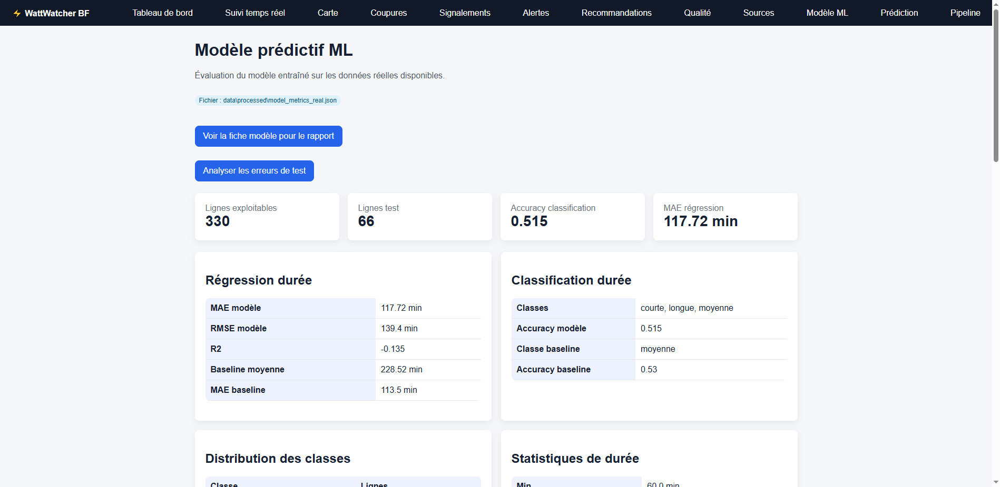 ⚡ WattWatcher BF Tableau de bord Suivi temps réel Carte Coupures Signalements Alertes Recommandations Qualité Sources Modèle ML Prédiction Pipeline
Modèle prédictif ML
Évaluation du modèle entraîné sur les données réelles disponibles.
Fichier : data\processed\model_metrics_real.json
Voir la fiche modèle pour le rapport
Analyser les erreurs de test
Lignes exploitables
330
Lignes test
66
Accuracy classification
0.515
MAE régression
117.72 min
Régression durée
MAE modèle 117.72 min
RMSE modèle 139.4 min
R2 -0.135
Baseline moyenne 228.52 min
MAE baseline 113.5 min
Classification durée
Classes courte, longue, moyenne
Accuracy modèle 0.515
Classe baseline moyenne
Accuracy baseline 0.53
Distribution des classes
Classe Lignes
Statistiques de durée
Min 60.0 min